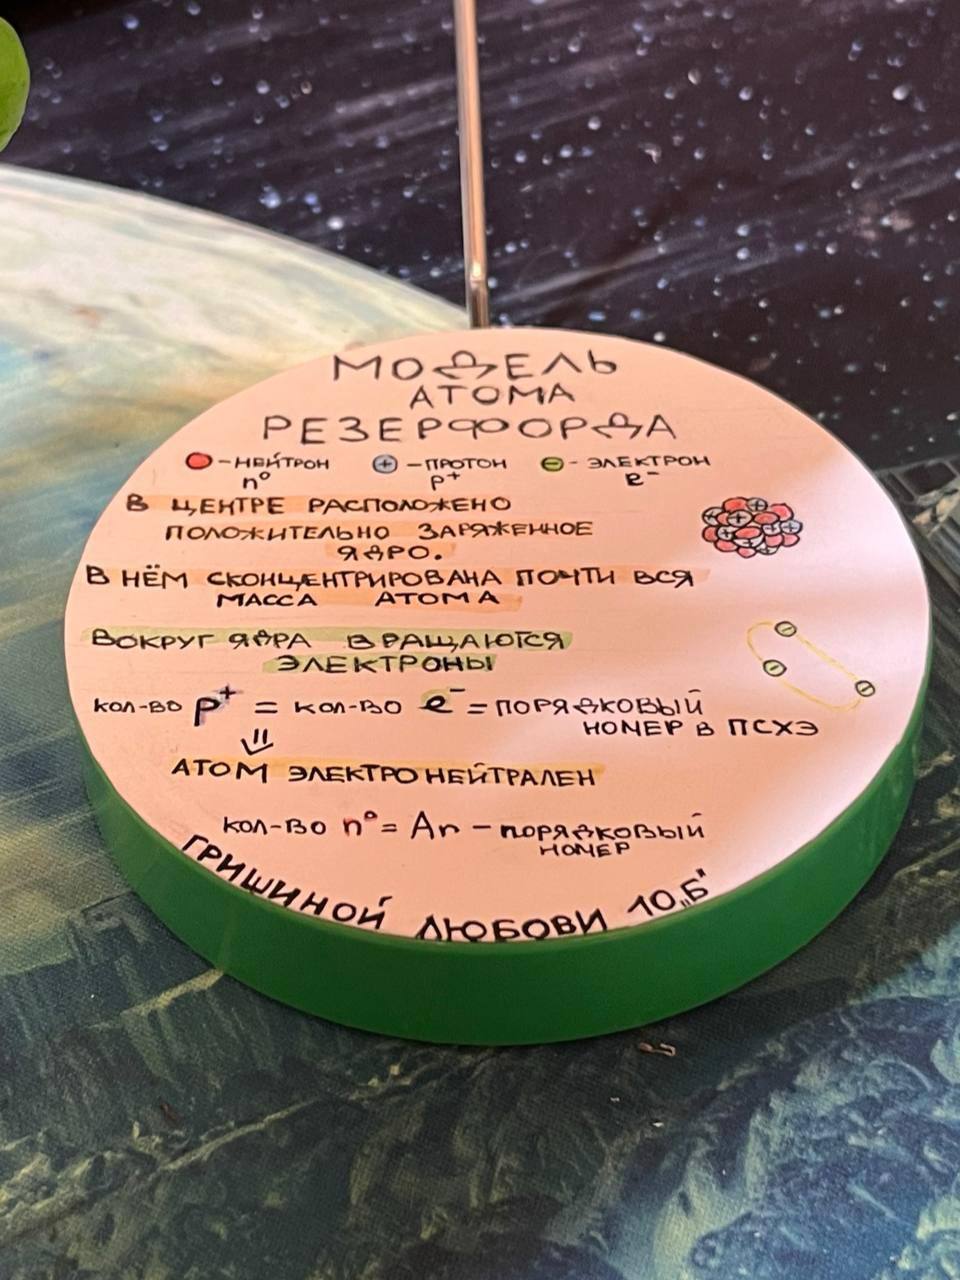 МОДЕЛЬ
АТОМА
РЕЗЕРФОРДА
- НЕЙТРОН + - ПРОТОН - - ЭЛЕКТРОН
n⁰ p⁺ e⁻
В ЦЕНТРЕ РАСПОЛОЖЕНО
ПОЛОЖИТЕЛЬНО ЗАРЯЖЕННОЕ
ЯДРО.
В НЁМ СКОНЦЕНТРИРОВАНА ПОЧТИ ВСЯ
МАССА АТОМА
ВОКРУГ ЯДРА ВРАЩАЮТСЯ
ЭЛЕКТРОНЫ
КОЛ-ВО p⁺ = КОЛ-ВО e⁻ = ПОРЯДКОВЫЙ
НОМЕР В ПСХЭ
⇓
АТОМ ЭЛЕКТРОНЕЙТРАЛЕН
КОЛ-ВО n⁰ = Ar – ПОРЯДКОВЫЙ
НОМЕР
ГРИШИНОЙ ЛЮБОВИ 10„Б"